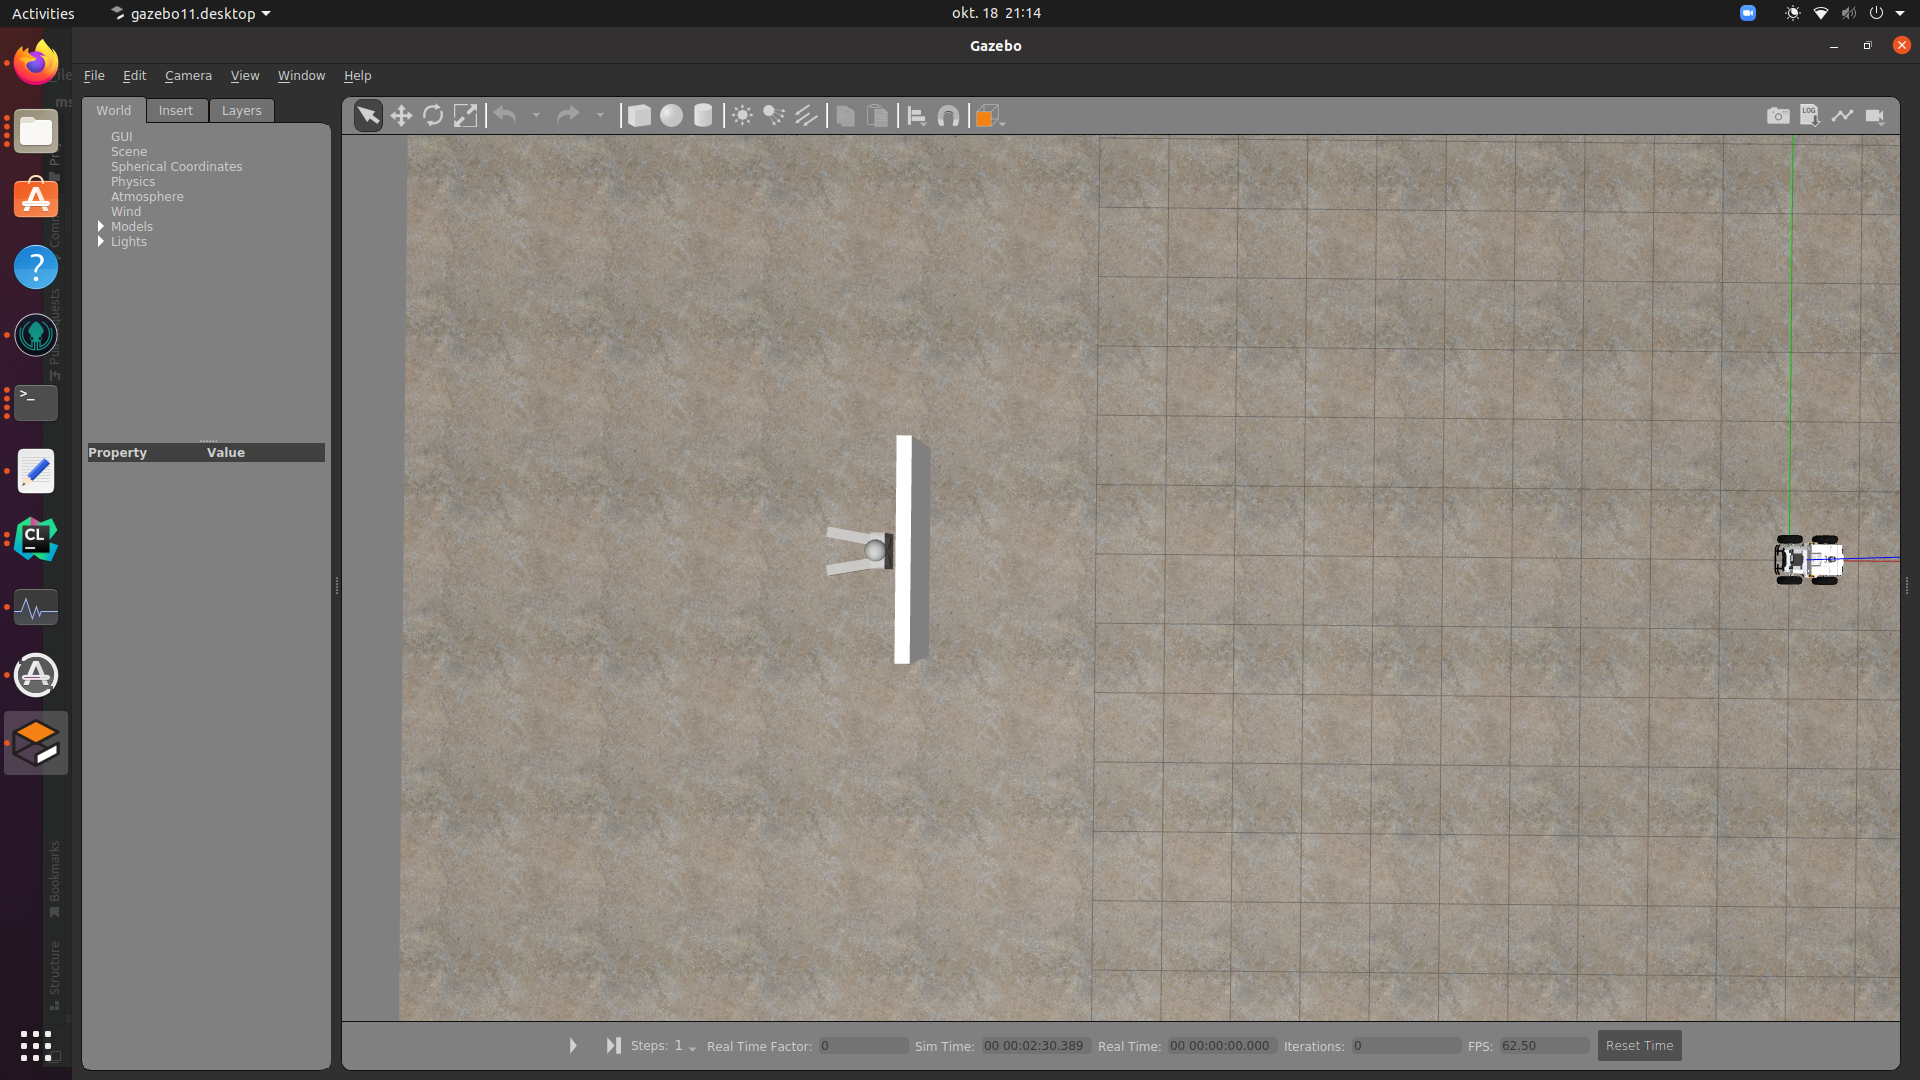 Activities
gazebo11.desktop
okt. 18 21:14
Gazebo
File Edit Camera View Window Help
World Insert Layers
LOG
GUI
Scene
Spherical Coordinates
Physics
Atmosphere
Wind
Models
Lights
Property Value
CL
Bookmarks
Structure
Steps: 1
Real Time Factor: 0
Sim Time: 00 00:02:30.389
Real Time: 00 00:00:00.000
Iterations: 0
FPS: 62.50
Reset Time